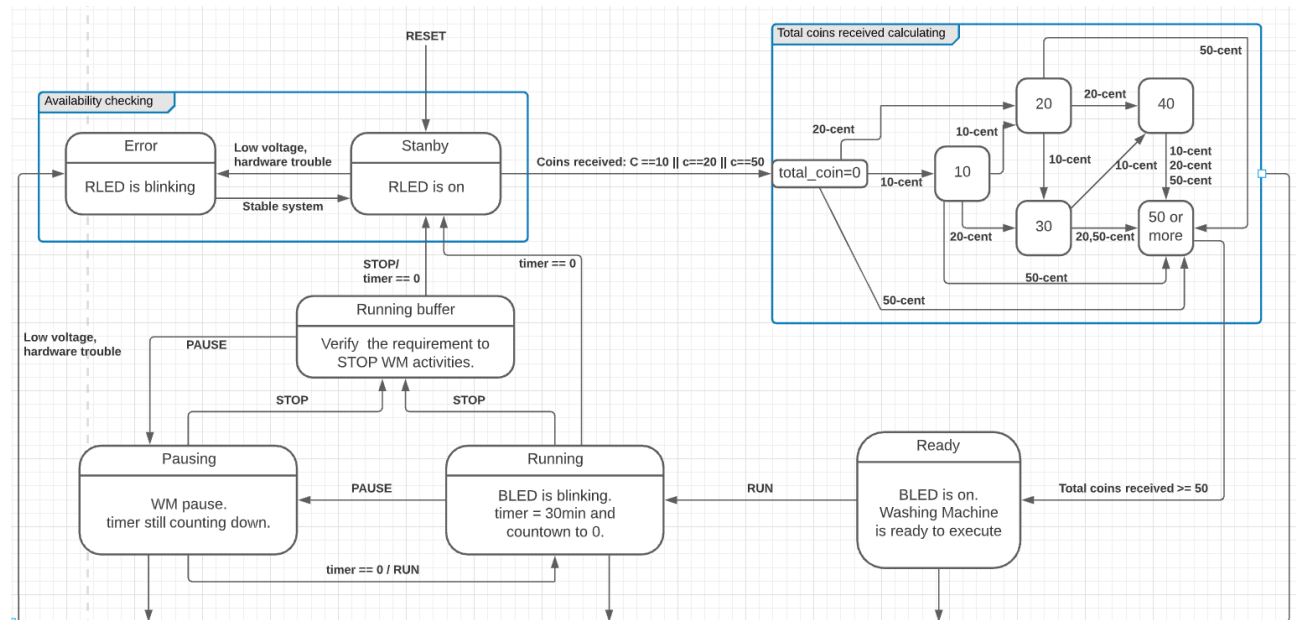 RESET
Total coins received calculating
50-cent
Availability checking
20
20-cent
40
20-cent
10-cent
Error
Stanby
Low voltage,
hardware trouble
Coins received: C ==10 || c==20 || c==50
10-cent
10-cent
20-cent
50-cent
10-cent
total_coin=0
10
10-cent
RLED is blinking
RLED is on
Stable system
50 or
more
30
20-cent
20,50-cent
STOP/
timer == 0
timer == 0
50-cent
50-cent
Running buffer
Verify the requirement to
STOP WM activities.
Low voltage,
hardware trouble
PAUSE
STOP
STOP
Pausing
Running
Ready
WM pause.
timer still counting down.
PAUSE
BLED is blinking.
timer = 30min and
countown to 0.
RUN
BLED is on.
Washing Machine
is ready to execute
Total coins received >= 50
timer == 0 / RUN